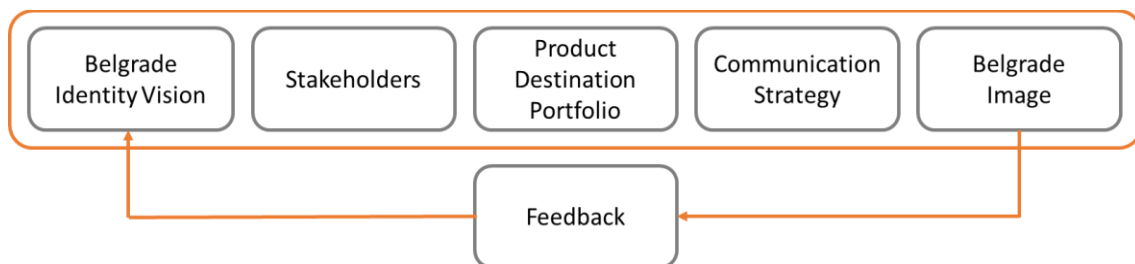 Belgrade
Identity Vision
Stakeholders
Product
Destination
Portfolio
Communication
Strategy
Belgrade
Image
Feedback